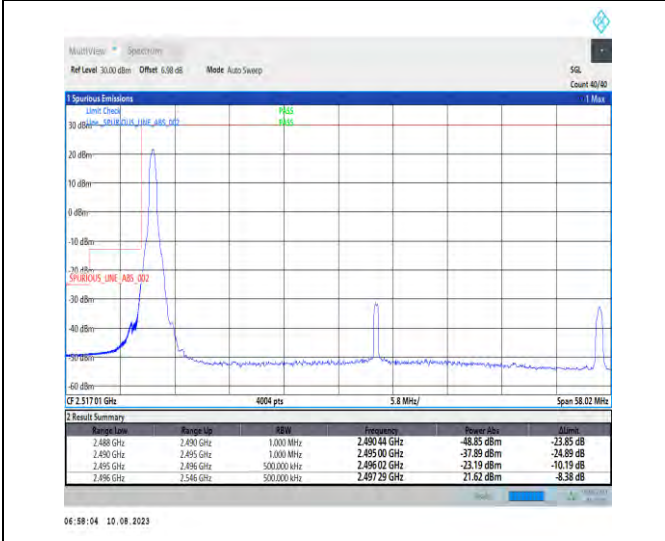 MultiView Spectrum
Ref Level 30.00 dBm Offset 6.98 dB Mode Auto Sweep SGL
Count 40/40
1 Spurious Emissions 1 Max
Limit Check PASS
30 dBm Line _SPURIOUS_LINE_ABS_002 PASS
20 dBm
10 dBm
0 dBm
-10 dBm
-20 dBm
_SPURIOUS_LINE_ABS_002
-30 dBm
-40 dBm
-50 dBm
-60 dBm
CF 2.517 01 GHz 4004 pts 5.8 MHz/ Span 58.02 MHz
2 Result Summary
Range Low Range Up RBW Frequency Power Abs ΔLimit
2.488 GHz 2.490 GHz 1.000 MHz 2.490 44 GHz -48.85 dBm -23.85 dB
2.490 GHz 2.495 GHz 1.000 MHz 2.495 00 GHz -37.89 dBm -24.89 dB
2.495 GHz 2.496 GHz 500.000 kHz 2.496 02 GHz -23.19 dBm -10.19 dB
2.496 GHz 2.546 GHz 500.000 kHz 2.497 29 GHz 21.62 dBm -8.38 dB
06:58:04 10.08.2023